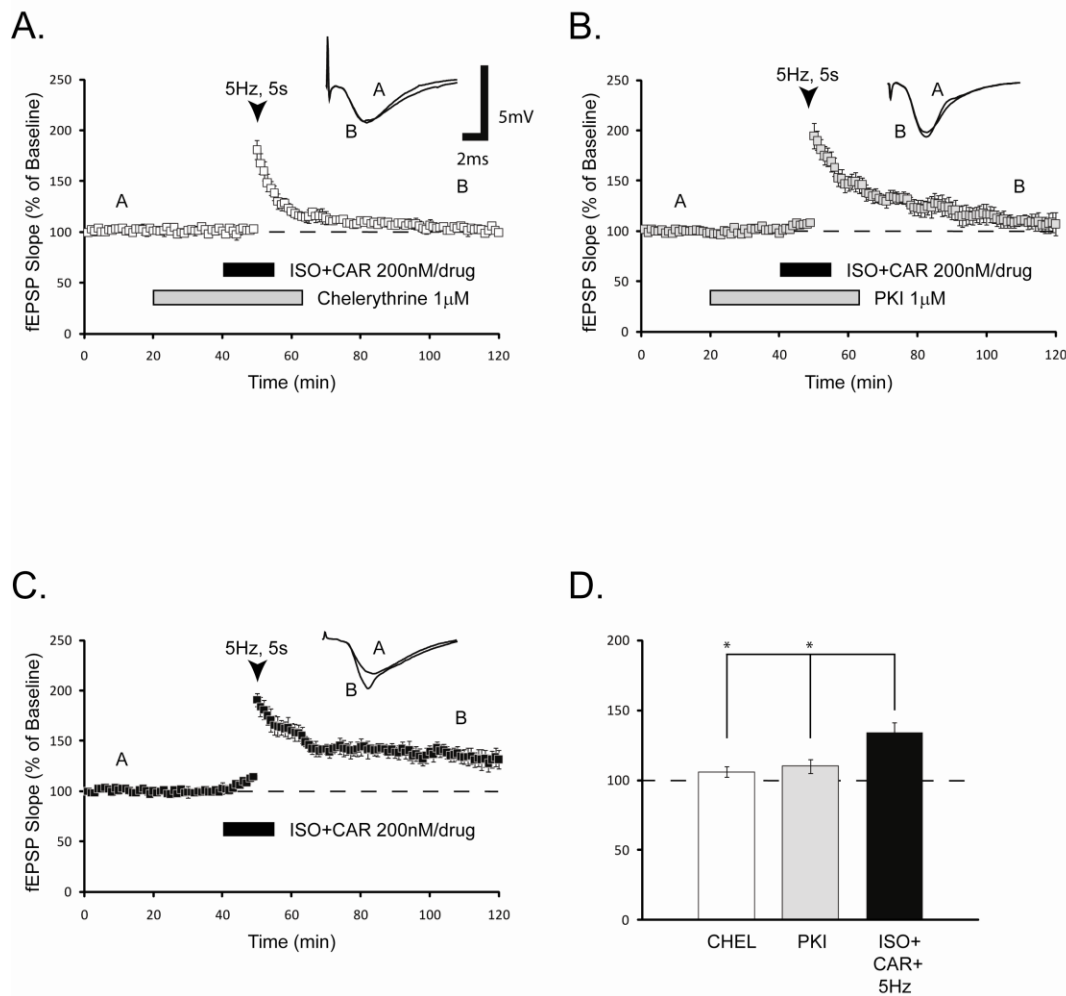 A.
fEPSP Slope (% of Baseline)
250
200
150
100
50
0
5Hz, 5s
A
B
5mV
2ms
A
B
ISO+CAR 200nM/drug
Chelerythrine 1µM
0 20 40 60 80 100 120
Time (min)
B.
fEPSP Slope (% of Baseline)
250
200
150
100
50
0
5Hz, 5s
A
B
A
B
ISO+CAR 200nM/drug
PKI 1µM
0 20 40 60 80 100 120
Time (min)
C.
fEPSP Slope (% of Baseline)
250
200
150
100
50
0
5Hz, 5s
A
B
A
B
ISO+CAR 200nM/drug
0 20 40 60 80 100 120
Time (min)
D.
200
150
100
50
0
* *
CHEL PKI ISO+
CAR+
5Hz